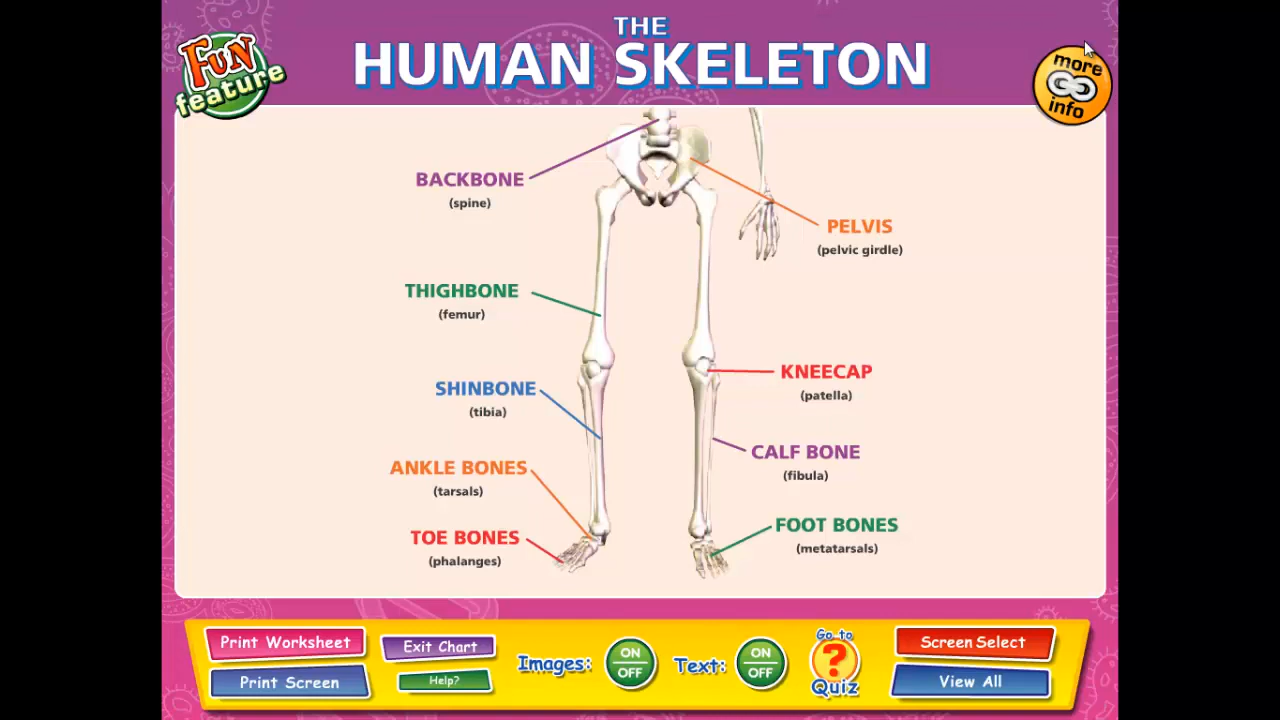 THE
HUMAN SKELETON
FUN
feature
more
info
BACKBONE
(spine)
PELVIS
(pelvic girdle)
THIGHBONE
(femur)
KNEECAP
(patella)
SHINBONE
(tibia)
CALF BONE
(fibula)
ANKLE BONES
(tarsals)
FOOT BONES
(metatarsals)
TOE BONES
(phalanges)
Print Worksheet
Print Screen
Exit Chart
Help?
Images:
ON
OFF
Text:
ON
OFF
Go to
?
Quiz
Screen Select
View All